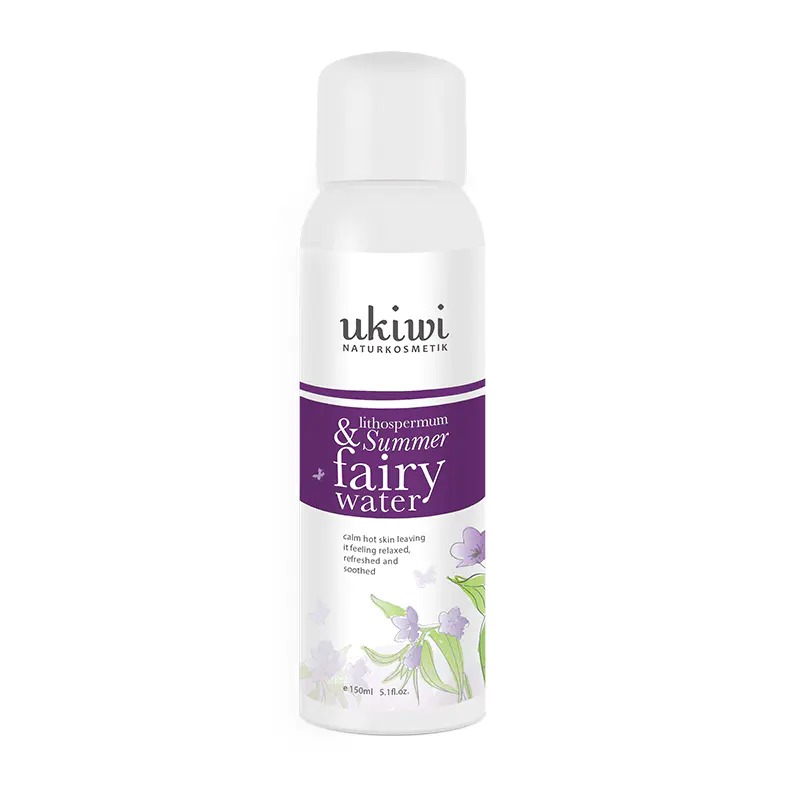 ukiwi
NATURKOSMETIK
lithospermum
& Summer
fairy
water
calm hot skin leaving
it feeling relaxed,
refreshed and
soothed
e 150ml 5.1fl.oz.